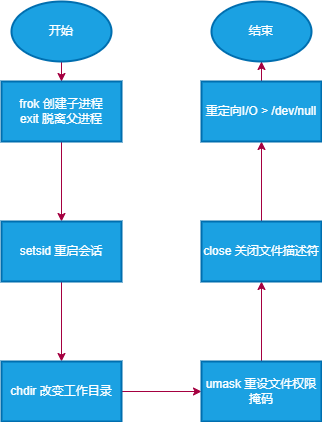 开始
frok 创建子进程
exit 脱离父进程
setsid 重启会话
chdir 改变工作目录
umask 重设文件权限
掩码
close 关闭文件描述符
重定向I/O > /dev/null
结束